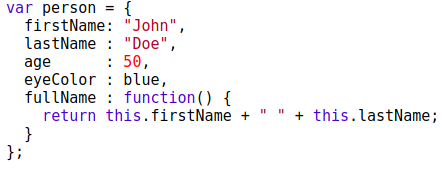 var person = {
  firstName: "John",
  lastName : "Doe",
  age      : 50,
  eyeColor : blue,
  fullName : function() {
    return this.firstName + " " + this.lastName;
  }
};